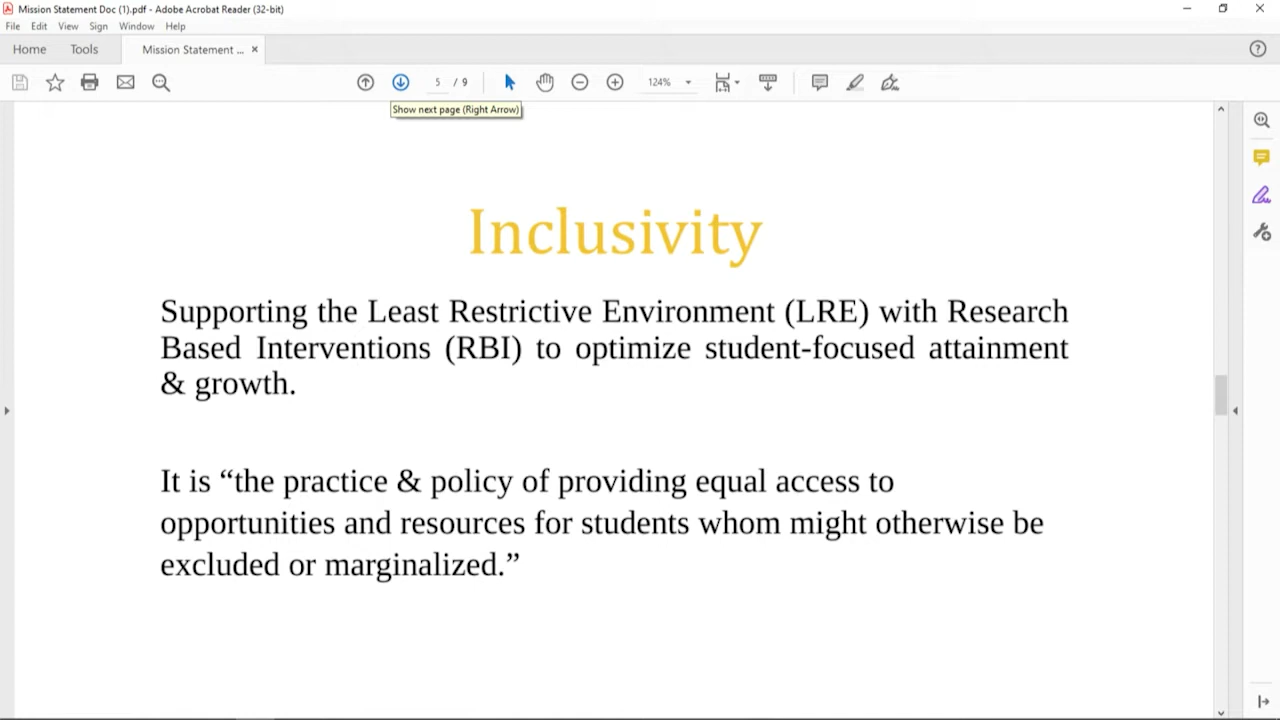 Mission Statement Doc (1).pdf - Adobe Acrobat Reader (32-bit)
File Edit View Sign Window Help
Home Tools Mission Statement ... ×
5 / 9 124%
Show next page (Right Arrow)
Inclusivity
Supporting the Least Restrictive Environment (LRE) with Research
Based Interventions (RBI) to optimize student-focused attainment
& growth.
It is “the practice & policy of providing equal access to
opportunities and resources for students whom might otherwise be
excluded or marginalized.”